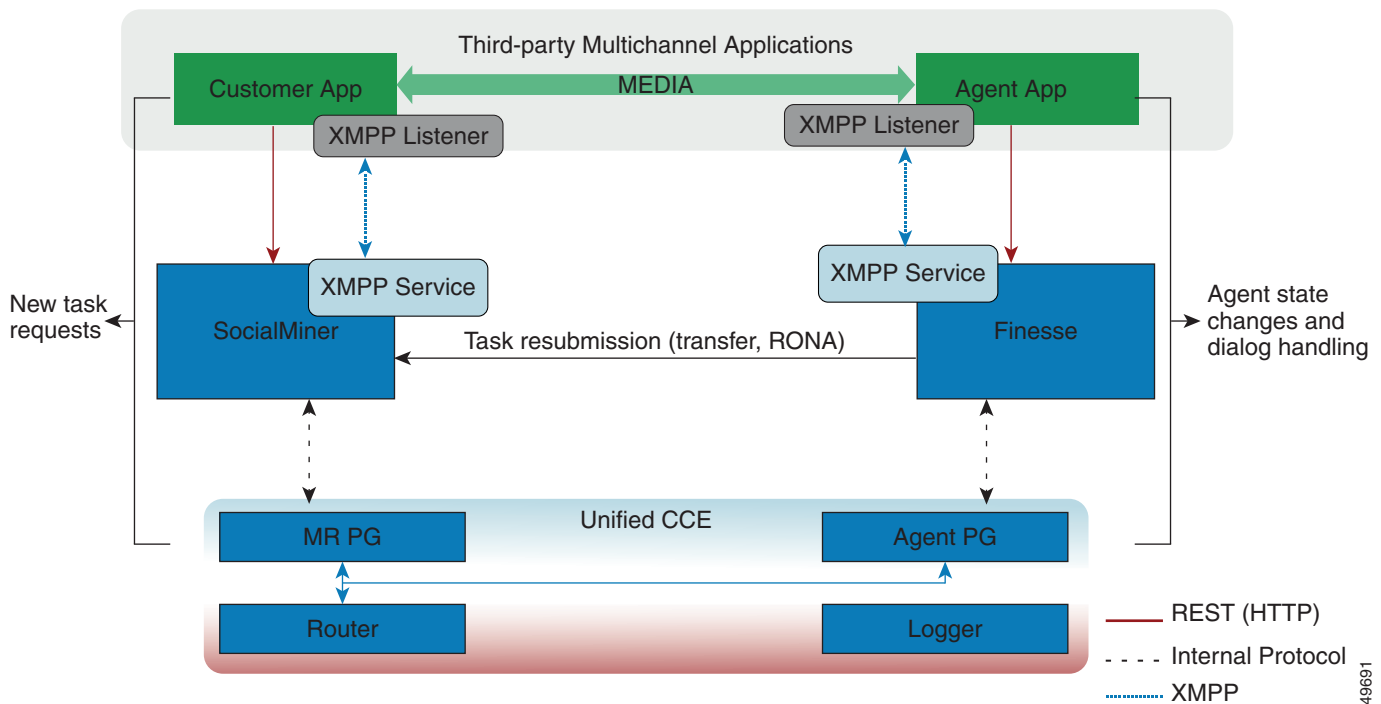 Third-party Multichannel Applications
Customer App
MEDIA
Agent App
XMPP Listener
XMPP Listener
XMPP Service
XMPP Service
New task
requests
SocialMiner
Task resubmission (transfer, RONA)
Finesse
Agent state
changes and
dialog handling
Unified CCE
MR PG
Agent PG
Router
Logger
REST (HTTP)
Internal Protocol
XMPP
49691